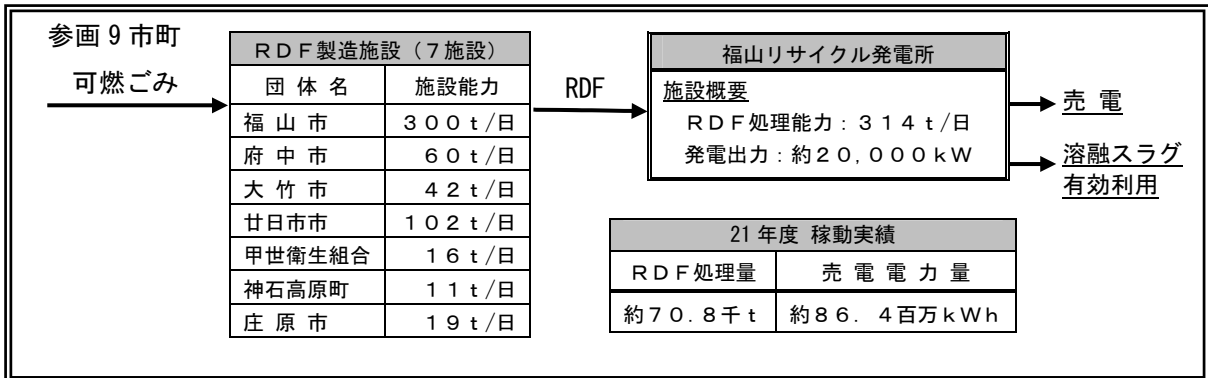 参画９市町
可燃ごみ
ＲＤＦ製造施設（７施設）
団 体 名 施設能力
福 山 市 ３００ｔ/日
府 中 市 ６０ｔ/日
大 竹 市 ４２ｔ/日
廿日市市 １０２ｔ/日
甲世衛生組合 １６ｔ/日
神石高原町 １１ｔ/日
庄 原 市 １９ｔ/日
RDF
福山リサイクル発電所
施設概要
ＲＤＦ処理能力：３１４ｔ/日
発電出力：約２０,０００ｋＷ
売 電
溶融スラグ
有効利用
21 年度 稼動実績
ＲＤＦ処理量 売 電 電 力 量
約７０.８千ｔ 約８６．４百万ｋＷｈ